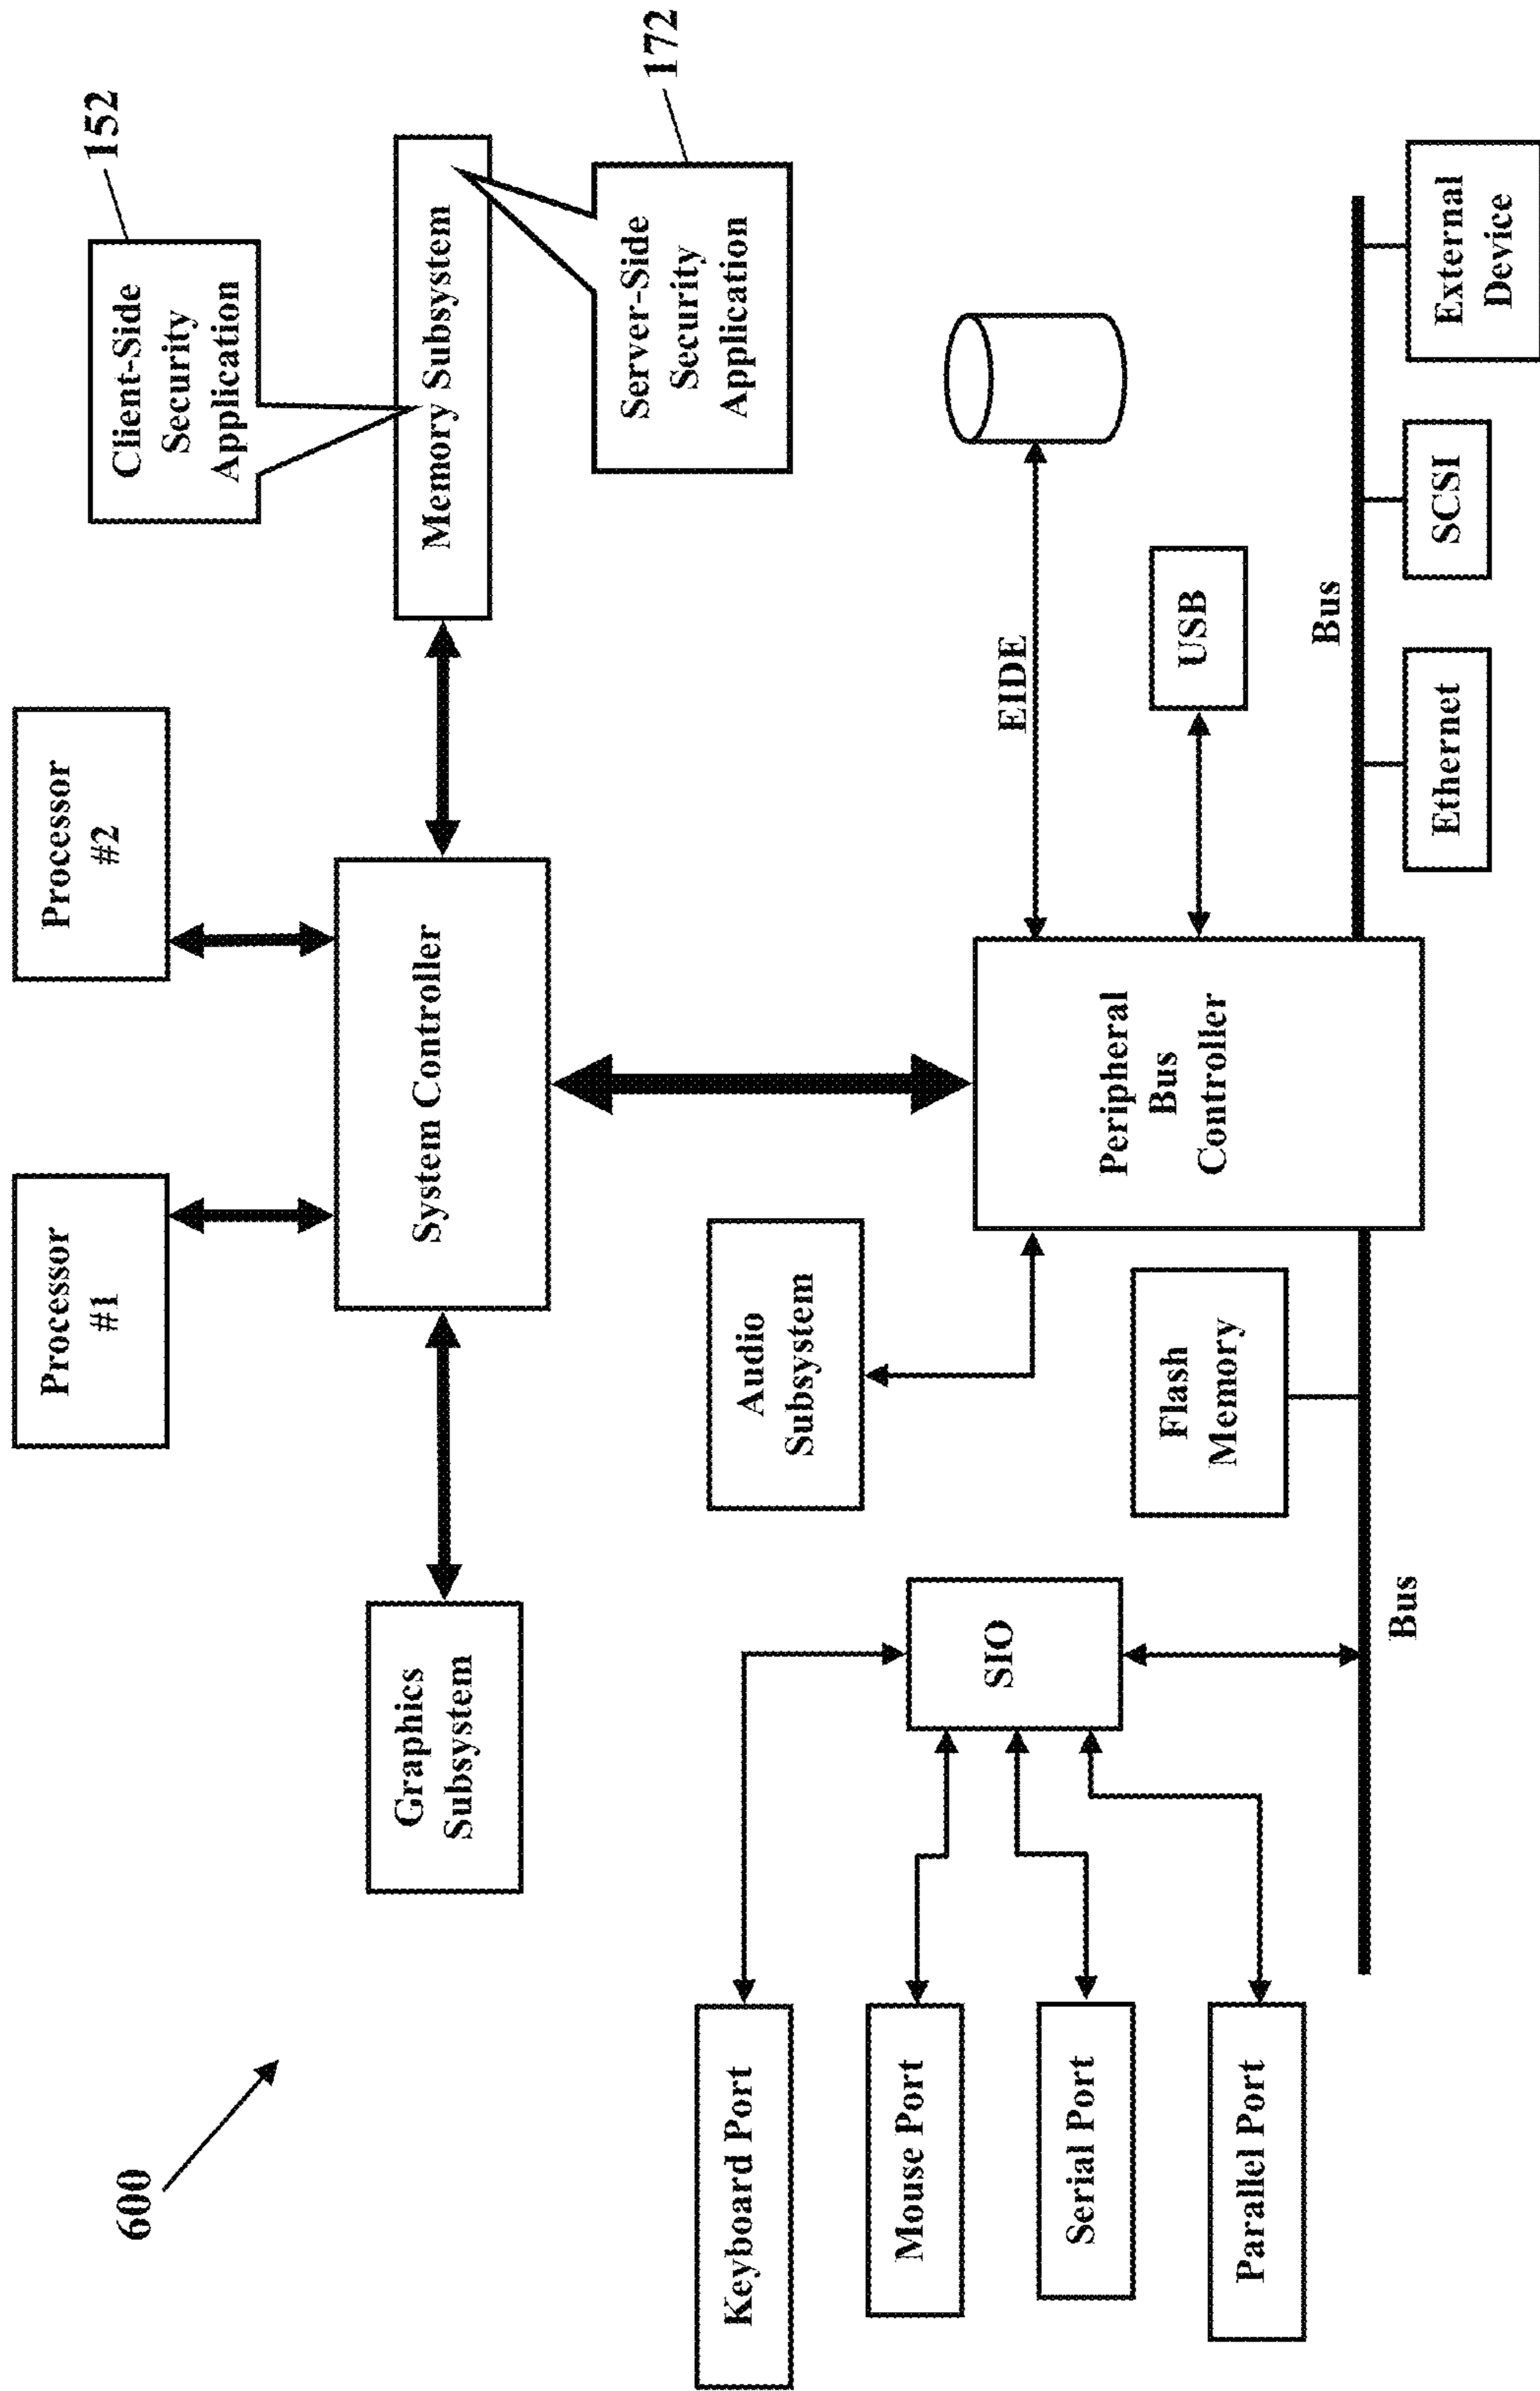 600
Processor
#1
Processor
#2
152
Client-Side
Security
Application
Graphics
Subsystem
System Controller
Memory Subsystem
172
Server-Side
Security
Application
Keyboard Port
Mouse Port
Serial Port
Parallel Port
SIO
Audio
Subsystem
Flash
Memory
Peripheral
Bus
Controller
EIDE
USB
Bus
Bus
Ethernet
SCSI
External
Device